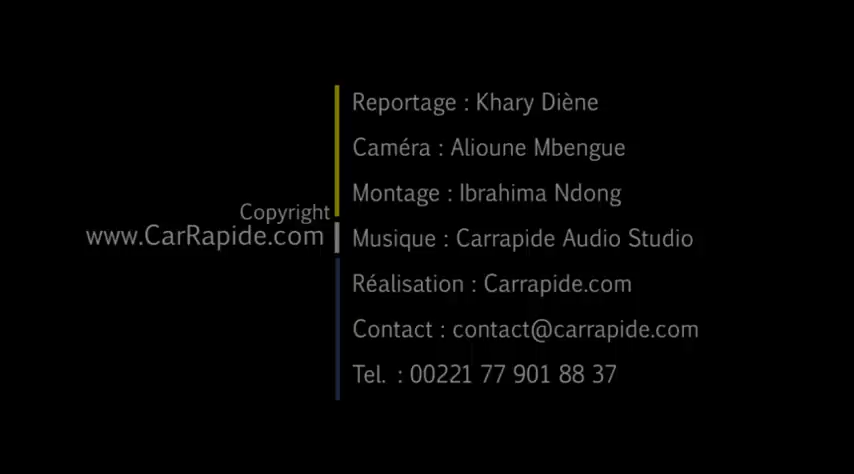 Copyright
www.CarRapide.com
Reportage : Khary Diène
Caméra : Alioune Mbengue
Montage : Ibrahima Ndong
Musique : Carrapide Audio Studio
Réalisation : Carrapide.com
Contact : contact@carrapide.com
Tel. : 00221 77 901 88 37